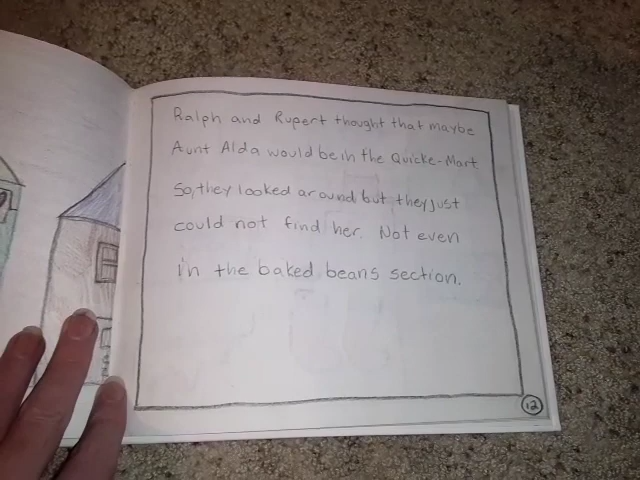 Ralph and Rupert thought that maybe
Aunt Alda would be in the Quicke-Mart
So, they looked around but they just
could not find her. Not even
in the baked beans section.
12